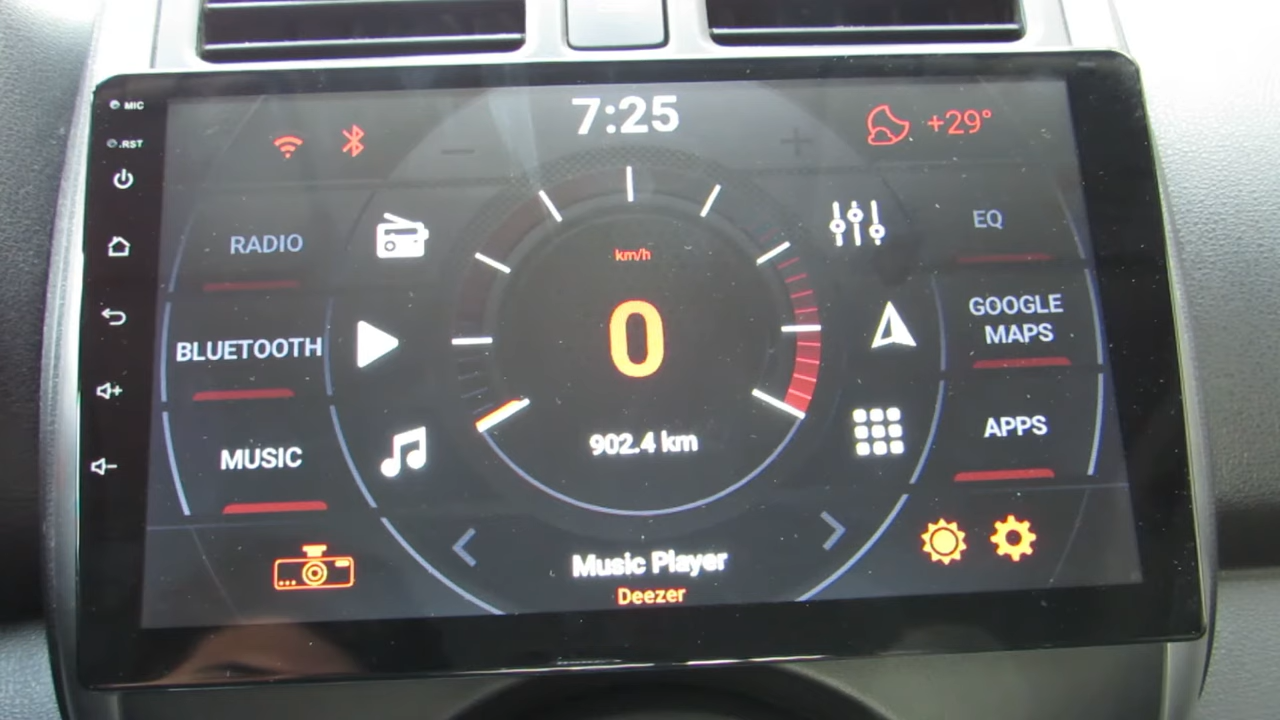 MIC
RST
7:25
+29°
RADIO
BLUETOOTH
MUSIC
km/h
0
902.4 km
EQ
GOOGLE
MAPS
APPS
Music Player
Deezer